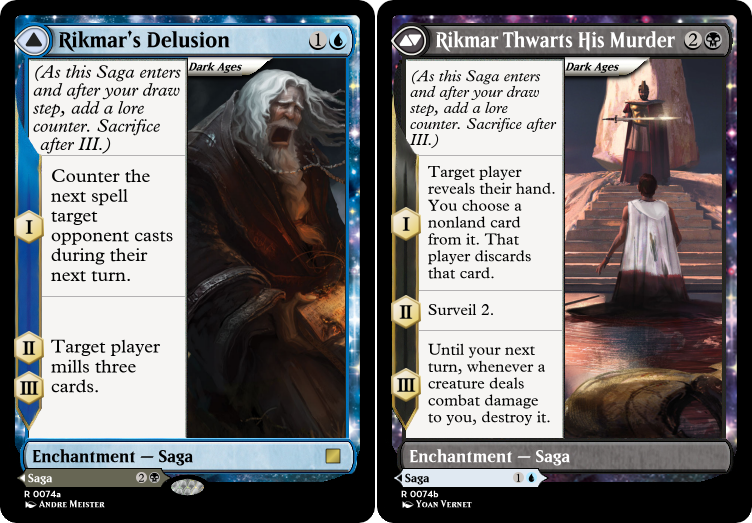 Rikmar's Delusion
1
Dark Ages
(As this Saga enters
and after your draw
step, add a lore
counter. Sacrifice
after III.)
I
Counter the
next spell
target
opponent casts
during their
next turn.
II
III
Target player
mills three
cards.
Enchantment — Saga
Saga
2
R 0074a
Andre Meister
Rikmar Thwarts His Murder
2
Dark Ages
(As this Saga enters
and after your draw
step, add a lore
counter. Sacrifice after
III.)
I
Target player
reveals their hand.
You choose a
nonland card
from it. That
player discards
that card.
II
Surveil 2.
III
Until your next
turn, whenever a
creature deals
combat damage
to you, destroy it.
Enchantment — Saga
Saga
1
R 0074b
Yoan Vernet